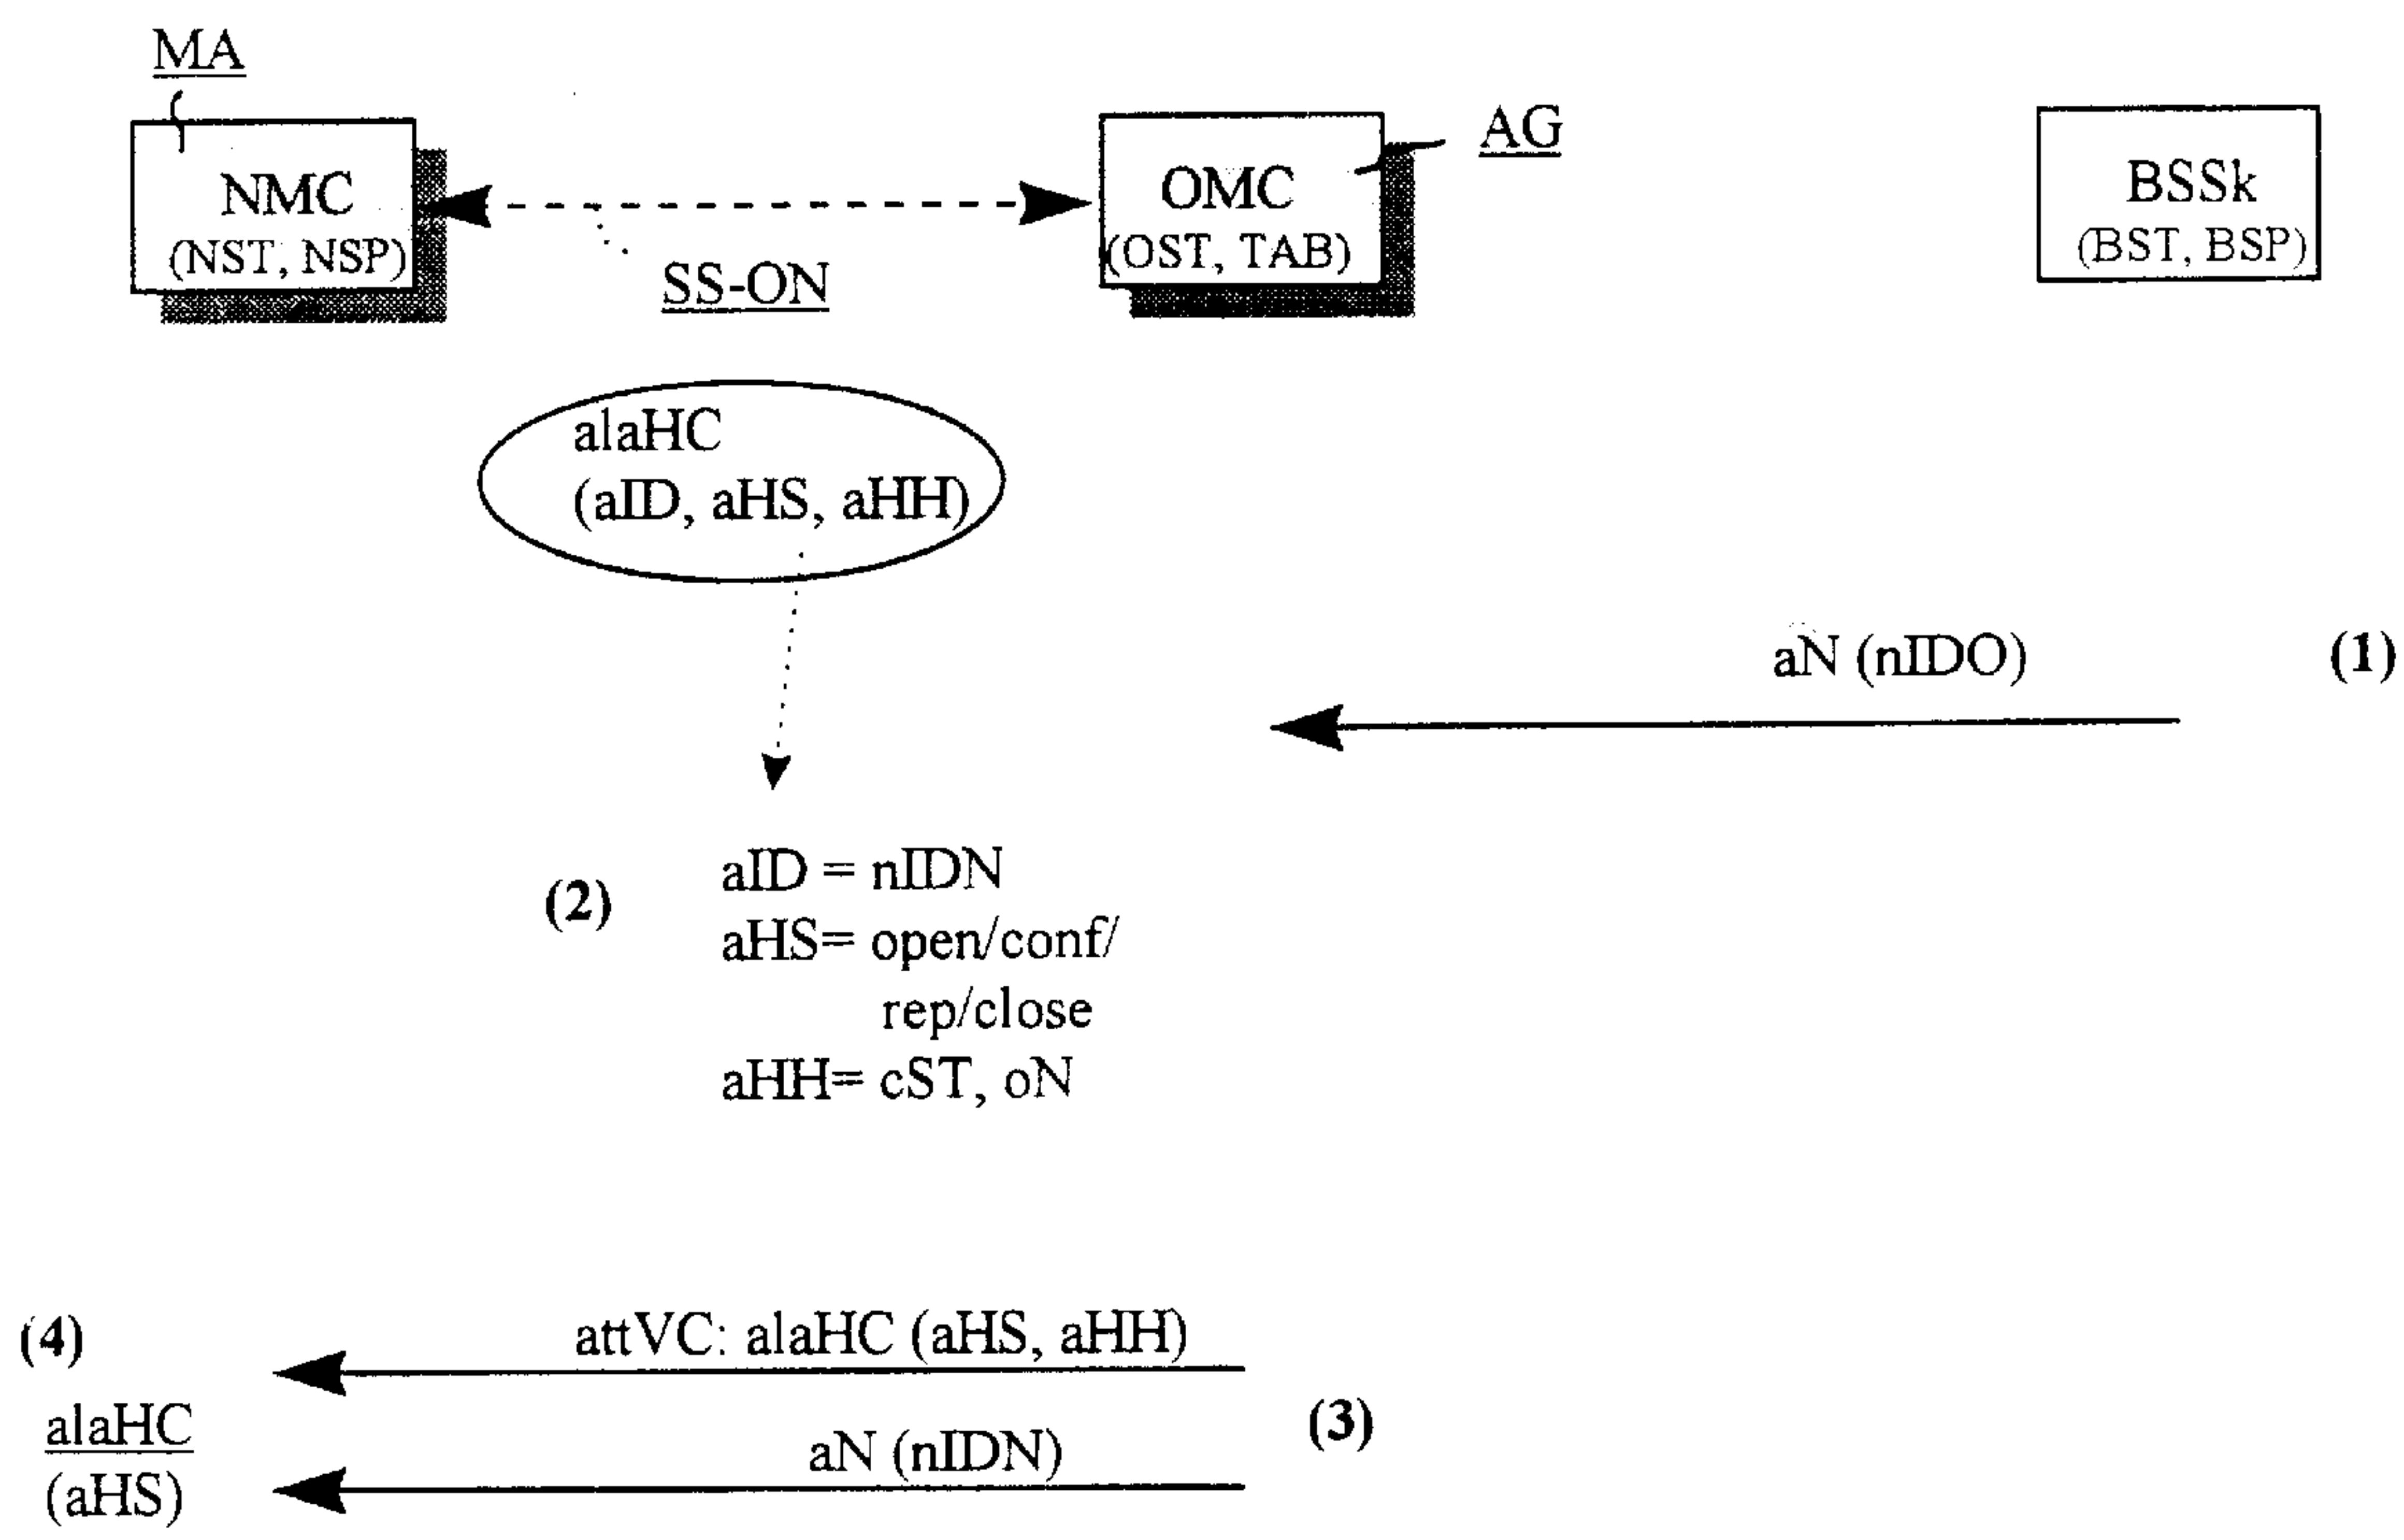 MA
AG
NMC
(NST, NSP)
OMC
(OST, TAB)
BSSk
(BST, BSP)
SS-ON
alaHC
(aID, aHS, aHH)
aN (nIDO)
(1)
(2)
aID = nIDN
aHS= open/conf/
rep/close
aHH= cST, oN
(4)
attVC: alaHC (aHS, aHH)
alaHC
(3)
aN (nIDN)
(aHS)